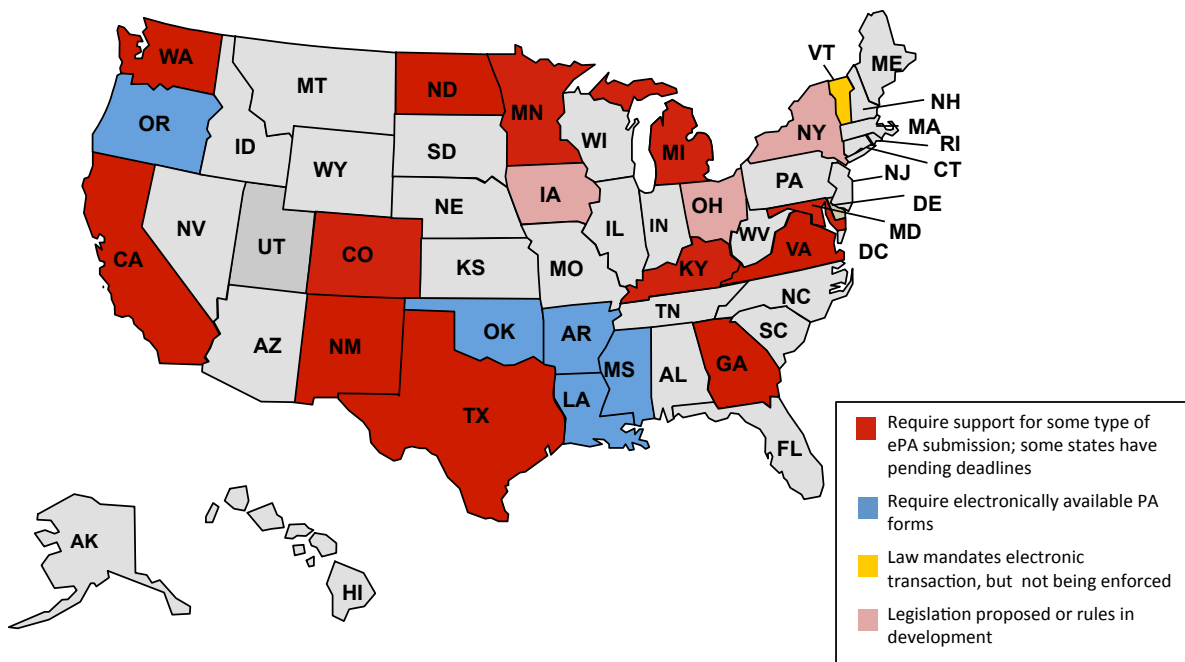 WA
MT
ND
MN
VT
ME
OR
ID
SD
WI
MI
NY
NH
MA
RI
CT
WY
IA
PA
NJ
NE
OH
DE
NV
IL
IN
WV
MD
CA
UT
CO
KS
MO
KY
VA
DC
AZ
NM
OK
AR
TN
NC
SC
MS
AL
GA
TX
LA
FL
AK
HI
Require support for some type of
ePA submission; some states have
pending deadlines
Require electronically available PA
forms
Law mandates electronic
transaction, but not being enforced
Legislation proposed or rules in
development